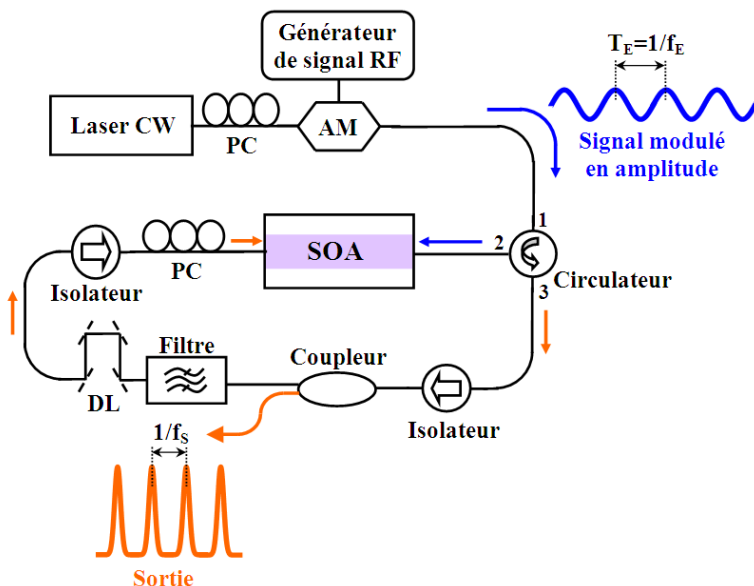 Générateur
de signal RF
T_E=1/f_E
Laser CW
PC
AM
Signal modulé
en amplitude
1
2
3
Circulateur
SOA
PC
Isolateur
Filtre
Coupleur
DL
Isolateur
1/f_S
Sortie